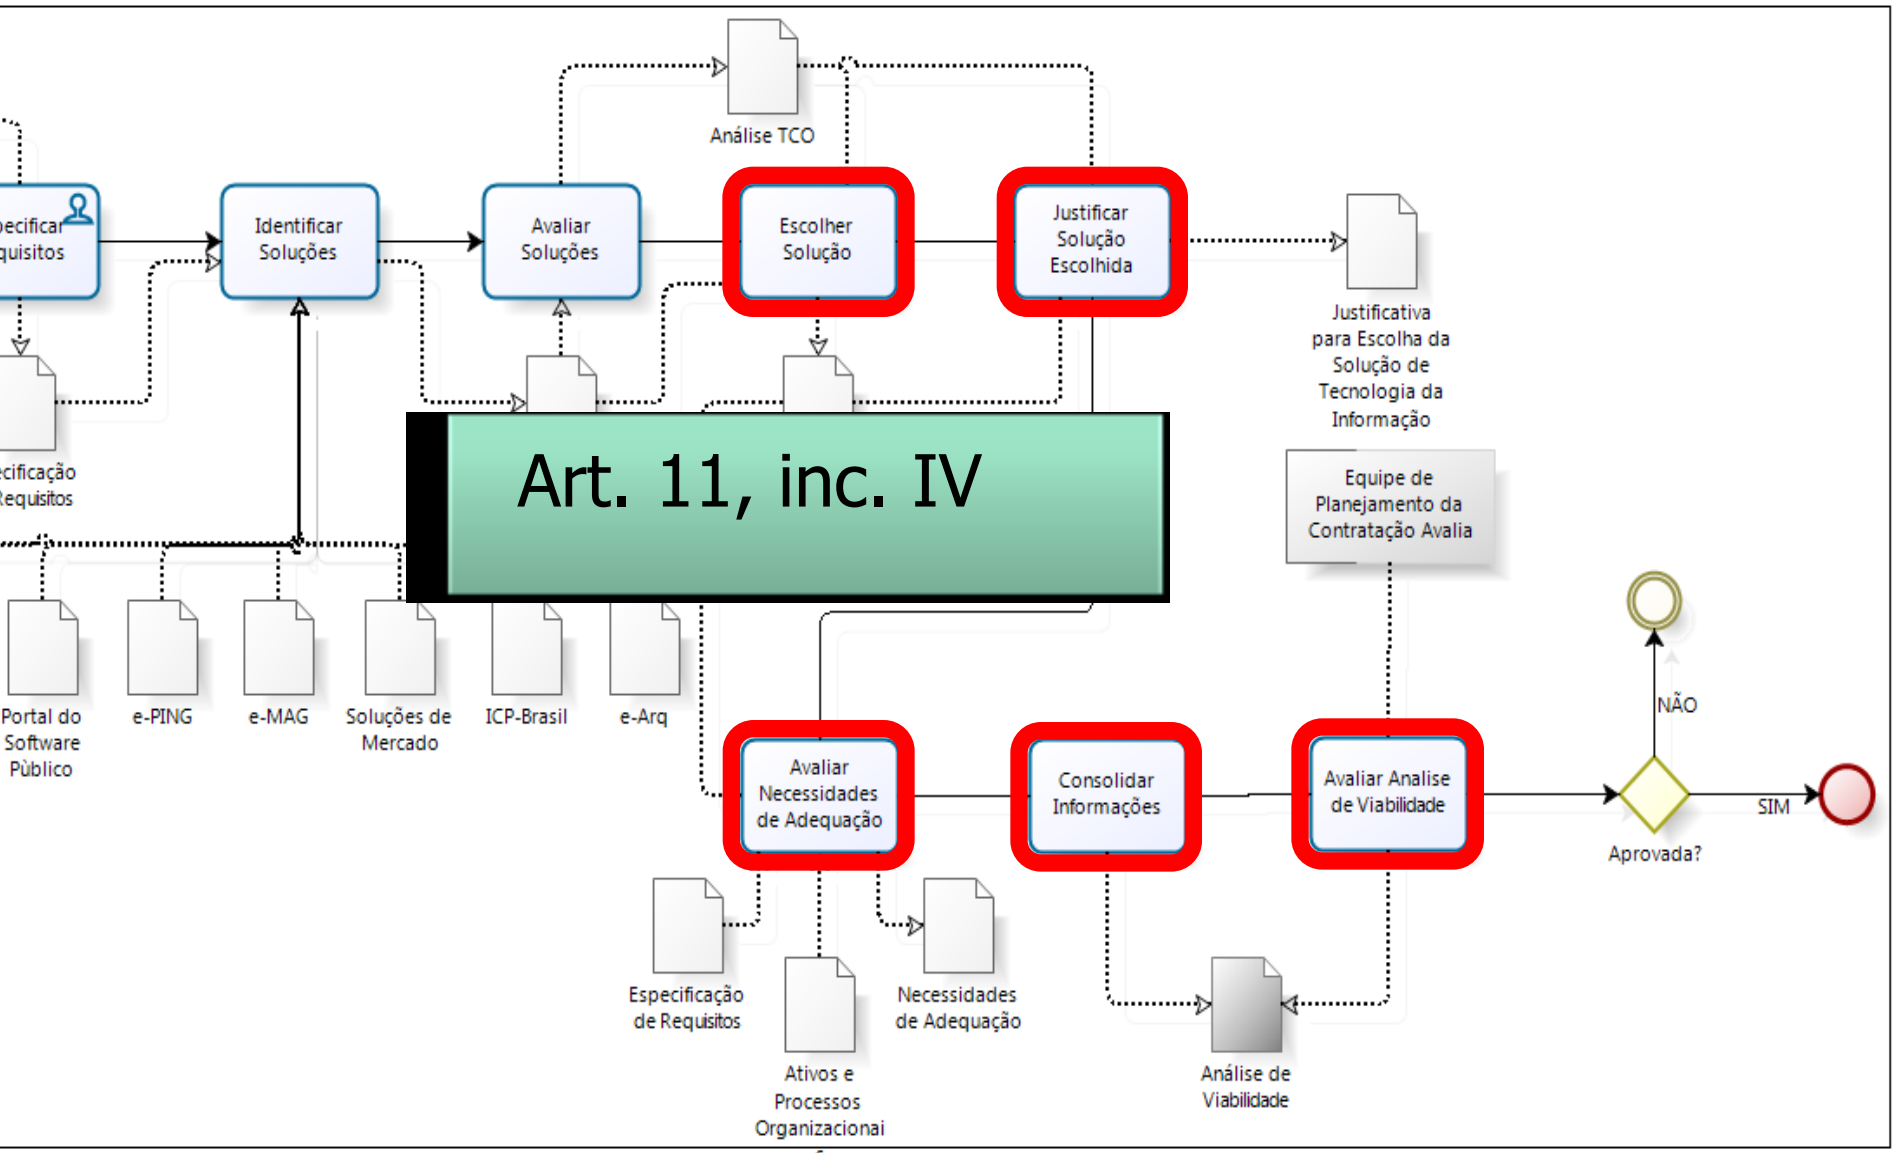 Análise TCO
pecificar
quisitos
Identificar
Soluções
Avaliar
Soluções
Escolher
Solução
Justificar
Solução
Escolhida
Justificativa
para Escolha da
Solução de
Tecnologia da
Informação
ecificação
Requisitos
Art. 11, inc. IV
Equipe de
Planejamento da
Contratação Avalia
Portal do
Software
Pùblico
e-PING
e-MAG
Soluções de
Mercado
ICP-Brasil
e-Arq
NÃO
Avaliar
Necessidades
de Adequação
Consolidar
Informações
Avaliar Analise
de Viabilidade
SIM
Aprovada?
Especificação
de Requisitos
Necessidades
de Adequação
Ativos e
Processos
Organizacionai
Análise de
Viabilidade